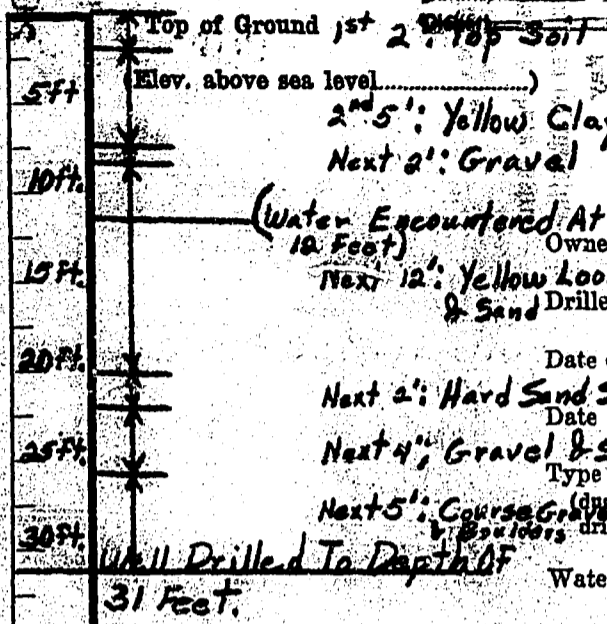 Top of Ground 1st 2': Top Soil
Elev. above sea level..................)
5ft
2nd 5': Yellow Clay
Next 2': Gravel
10ft.
(Water Encountered At
12 Feet)
Owne
15ft.
Next 12': Yellow Loo
& Sand Drille
20ft.
Date
Next 2': Hard Sand S
Date
25ft.
Next 4': Gravel & S
Type
Next 5': Course Grave
(du
& Boulders dri
30ft.
Well Drilled To Depth Of
Wate
31 Feet.